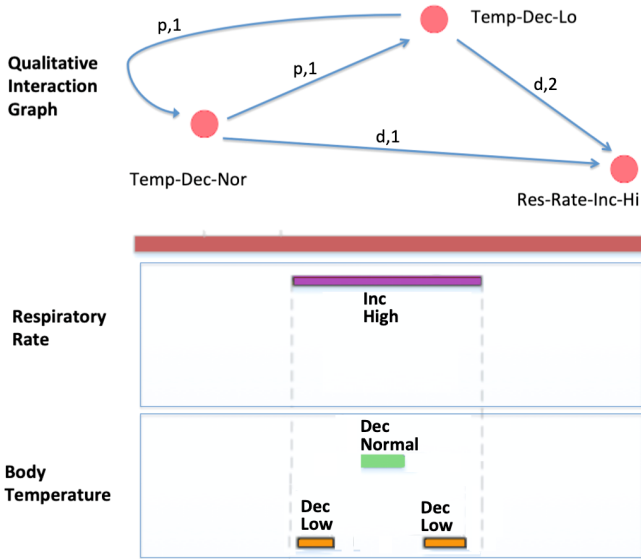 p,1
Temp-Dec-Lo
Qualitative
Interaction
Graph
p,1
d,2
d,1
Temp-Dec-Nor
Res-Rate-Inc-Hi
Respiratory
Rate
Inc
High
Body
Temperature
Dec
Normal
Dec
Low
Dec
Low